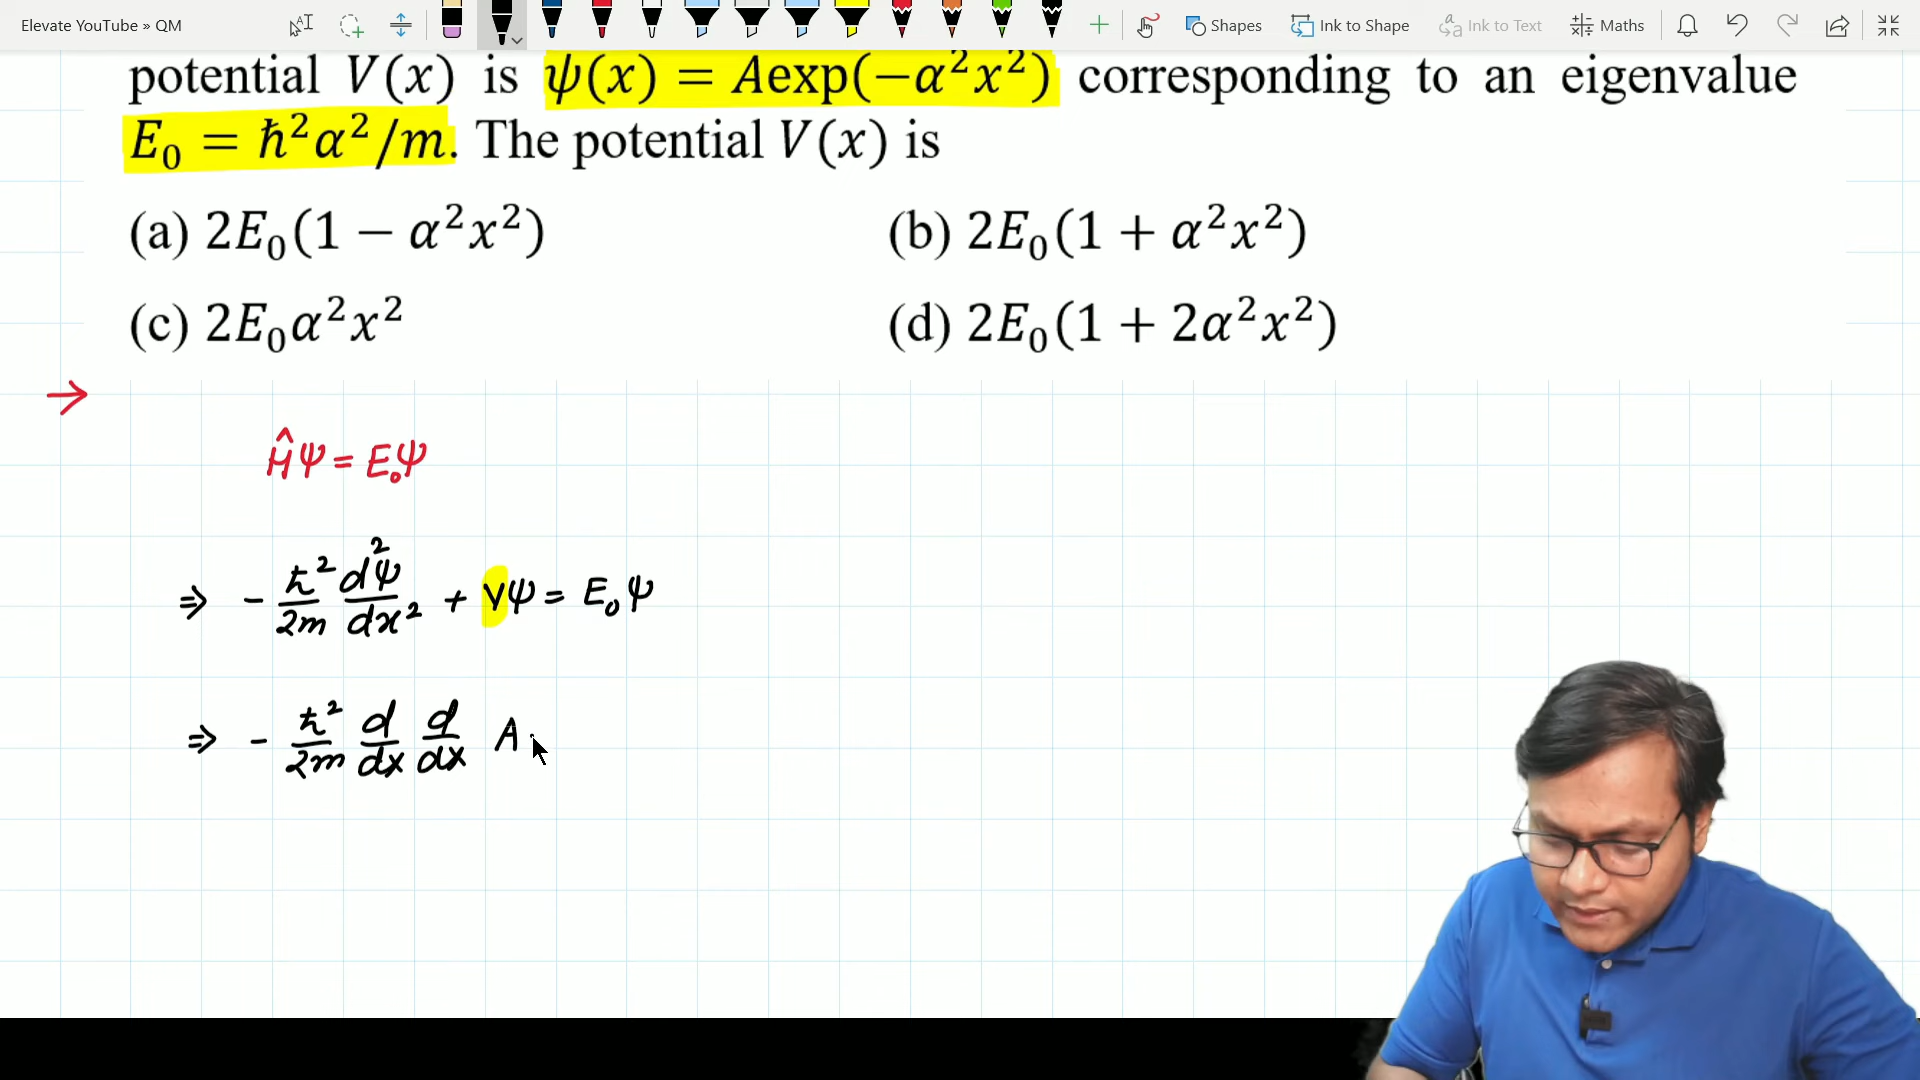 Elevate YouTube » QM
Shapes
Ink to Shape
Ink to Text
Maths
potential V(x) is ψ(x) = Aexp(−α²x²) corresponding to an eigenvalue
E₀ = ħ²α²/m. The potential V(x) is
(a) 2E₀(1 − α²x²)
(b) 2E₀(1 + α²x²)
(c) 2E₀α²x²
(d) 2E₀(1 + 2α²x²)
→
Ĥψ = E₀ψ
⇒ − ħ²/2m d²ψ/dx² + Vψ = E₀ψ
⇒ − ħ²/2m d/dx d/dx A